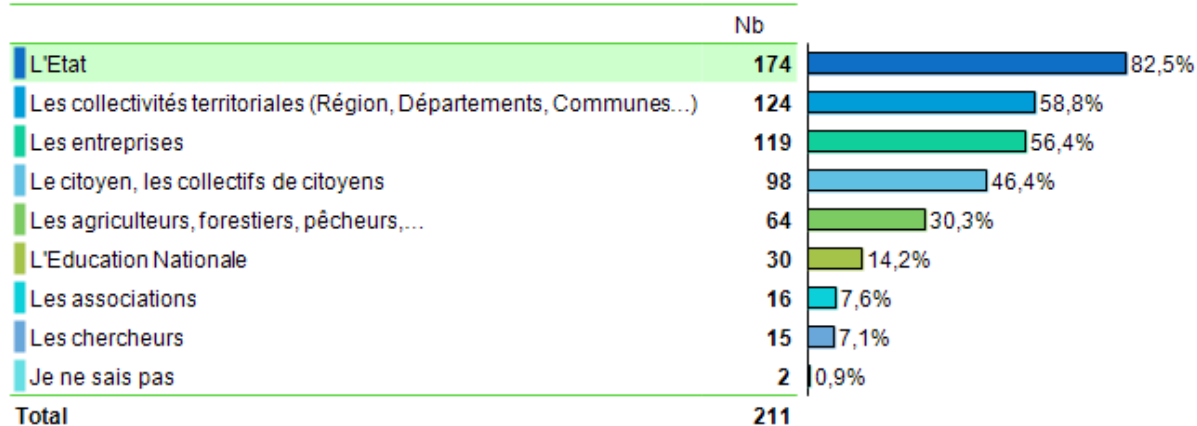 Nb
L'Etat 174 82,5%
Les collectivités territoriales (Région, Départements, Communes...) 124 58,8%
Les entreprises 119 56,4%
Le citoyen, les collectifs de citoyens 98 46,4%
Les agriculteurs, forestiers, pêcheurs,... 64 30,3%
L'Education Nationale 30 14,2%
Les associations 16 7,6%
Les chercheurs 15 7,1%
Je ne sais pas 2 0,9%
Total 211